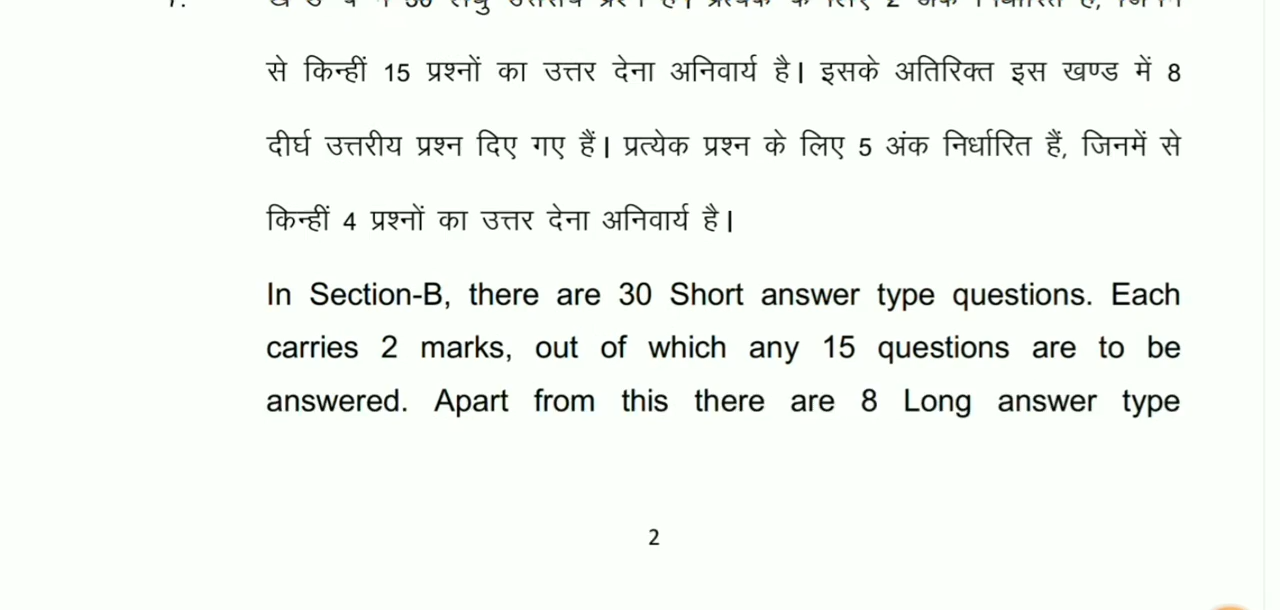 से किन्हीं 15 प्रश्नों का उत्तर देना अनिवार्य है। इसके अतिरिक्त इस खण्ड में 8
दीर्घ उत्तरीय प्रश्न दिए गए हैं। प्रत्येक प्रश्न के लिए 5 अंक निर्धारित हैं, जिनमें से
किन्हीं 4 प्रश्नों का उत्तर देना अनिवार्य है।
In Section-B, there are 30 Short answer type questions. Each
carries 2 marks, out of which any 15 questions are to be
answered. Apart from this there are 8 Long answer type
2